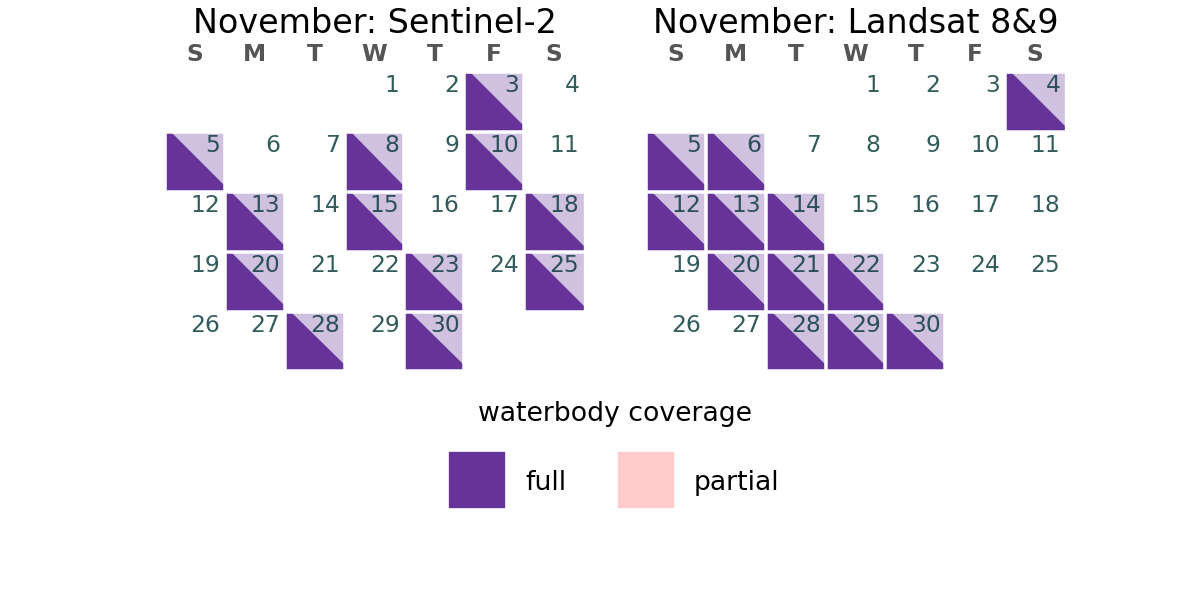 November: Sentinel-2
S M T W T F S
1 2 3 4
5 6 7 8 9 10 11
12 13 14 15 16 17 18
19 20 21 22 23 24 25
26 27 28 29 30
November: Landsat 8&9
S M T W T F S
1 2 3 4
5 6 7 8 9 10 11
12 13 14 15 16 17 18
19 20 21 22 23 24 25
26 27 28 29 30
waterbody coverage
full partial